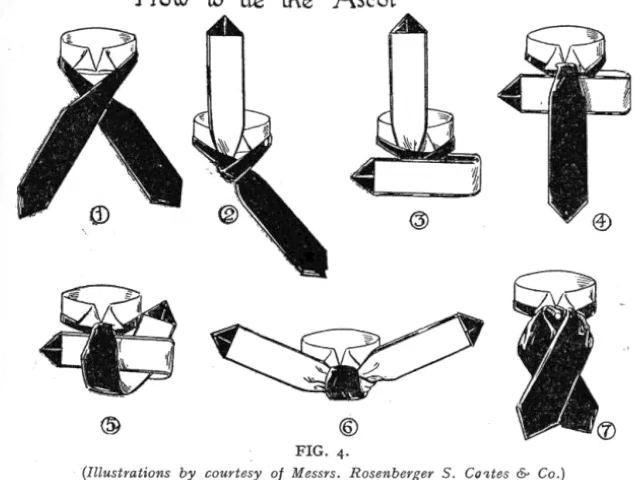 How to tie the Ascot
① ② ③ ④
⑤ ⑥ ⑦
FIG. 4.
(Illustrations by courtesy of Messrs. Rosenberger S. Coates & Co.)